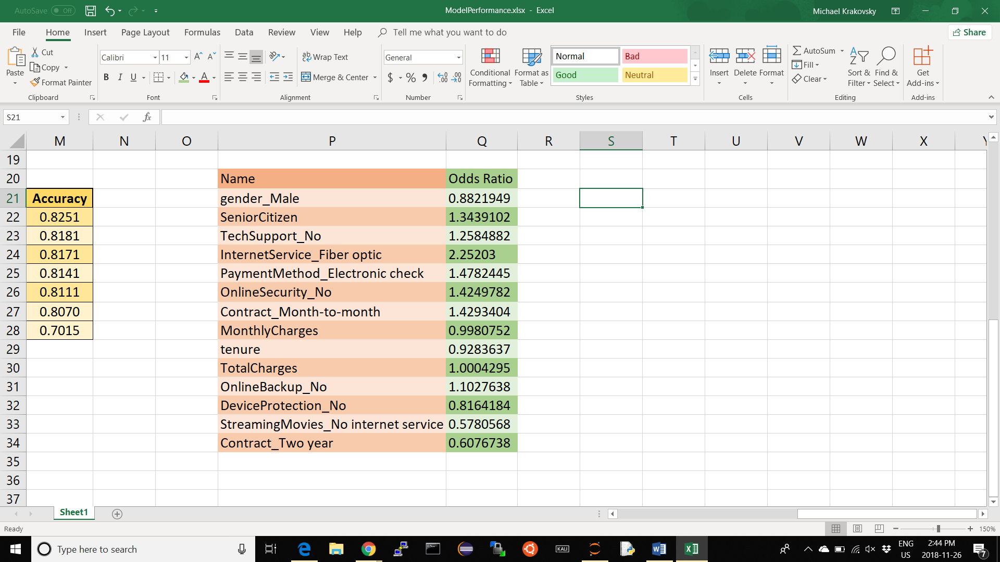 AutoSave Off
ModelPerformance.xlsx - Excel
Michael Krakovsky
File Home Insert Page Layout Formulas Data Review View Help Tell me what you want to do
Share
Paste
Cut
Copy
Format Painter
Clipboard
Calibri 11
B I U
Font
Wrap Text
Merge & Center
Alignment
General
$ % ,
Number
Conditional Formatting
Format as Table
Normal Bad
Good Neutral
Styles
Insert Delete Format
Cells
AutoSum
Fill
Clear
Sort & Filter
Find & Select
Editing
Get Add-ins
Add-ins
S21
fx
M N O P Q R S T U V W X Y
19
20 Name Odds Ratio
21 Accuracy gender_Male 0.8821949
22 0.8251 SeniorCitizen 1.3439102
23 0.8181 TechSupport_No 1.2584882
24 0.8171 InternetService_Fiber optic 2.25203
25 0.8141 PaymentMethod_Electronic check 1.4782445
26 0.8111 OnlineSecurity_No 1.4249782
27 0.8070 Contract_Month-to-month 1.4293404
28 0.7015 MonthlyCharges 0.9980752
29 tenure 0.9283637
30 TotalCharges 1.0004295
31 OnlineBackup_No 1.1027638
32 DeviceProtection_No 0.8164184
33 StreamingMovies_No internet service 0.5780568
34 Contract_Two year 0.6076738
35
36
37
Sheet1
Ready
150%
Type here to search
KALI
ENG
US
2:44 PM
2018-11-26
7